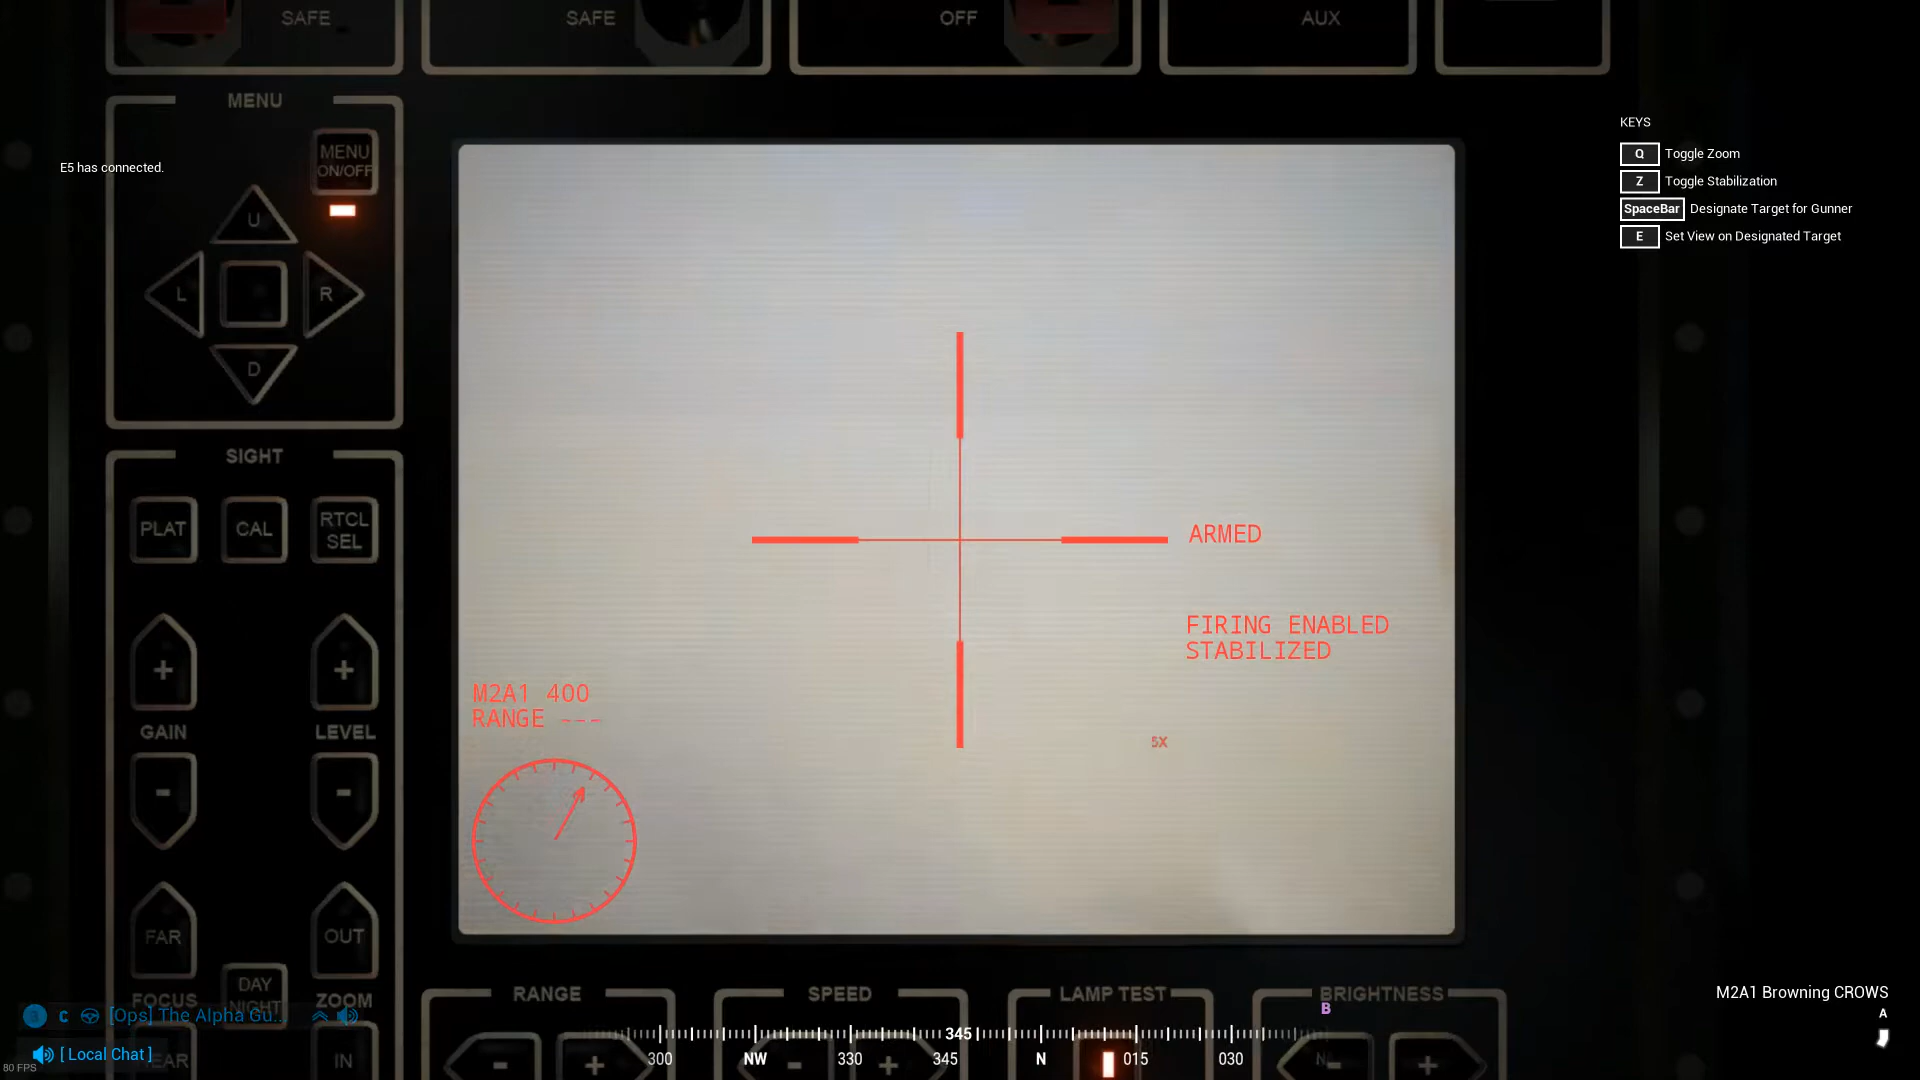 SAFE
SAFE
OFF
AUX
MENU
MENU
ON/OFF
E5 has connected.
U
L
R
D
KEYS
Q Toggle Zoom
Z Toggle Stabilization
SpaceBar Designate Target for Gunner
E Set View on Designated Target
SIGHT
PLAT
CAL
RTCL
SEL
+
+
GAIN
LEVEL
-
-
FAR
OUT
DAY
NIGHT
FOCUS
ZOOM
IN
ARMED
FIRING ENABLED
STABILIZED
M2A1 400
RANGE ---
5X
RANGE
SPEED
LAMP TEST
BRIGHTNESS
- +
- +
- +
M2A1 Browning CROWS
A
B
C [Ops] The Alpha Gu...
[ Local Chat ]
80 FPS
345
300 NW 330 345 N 015 030